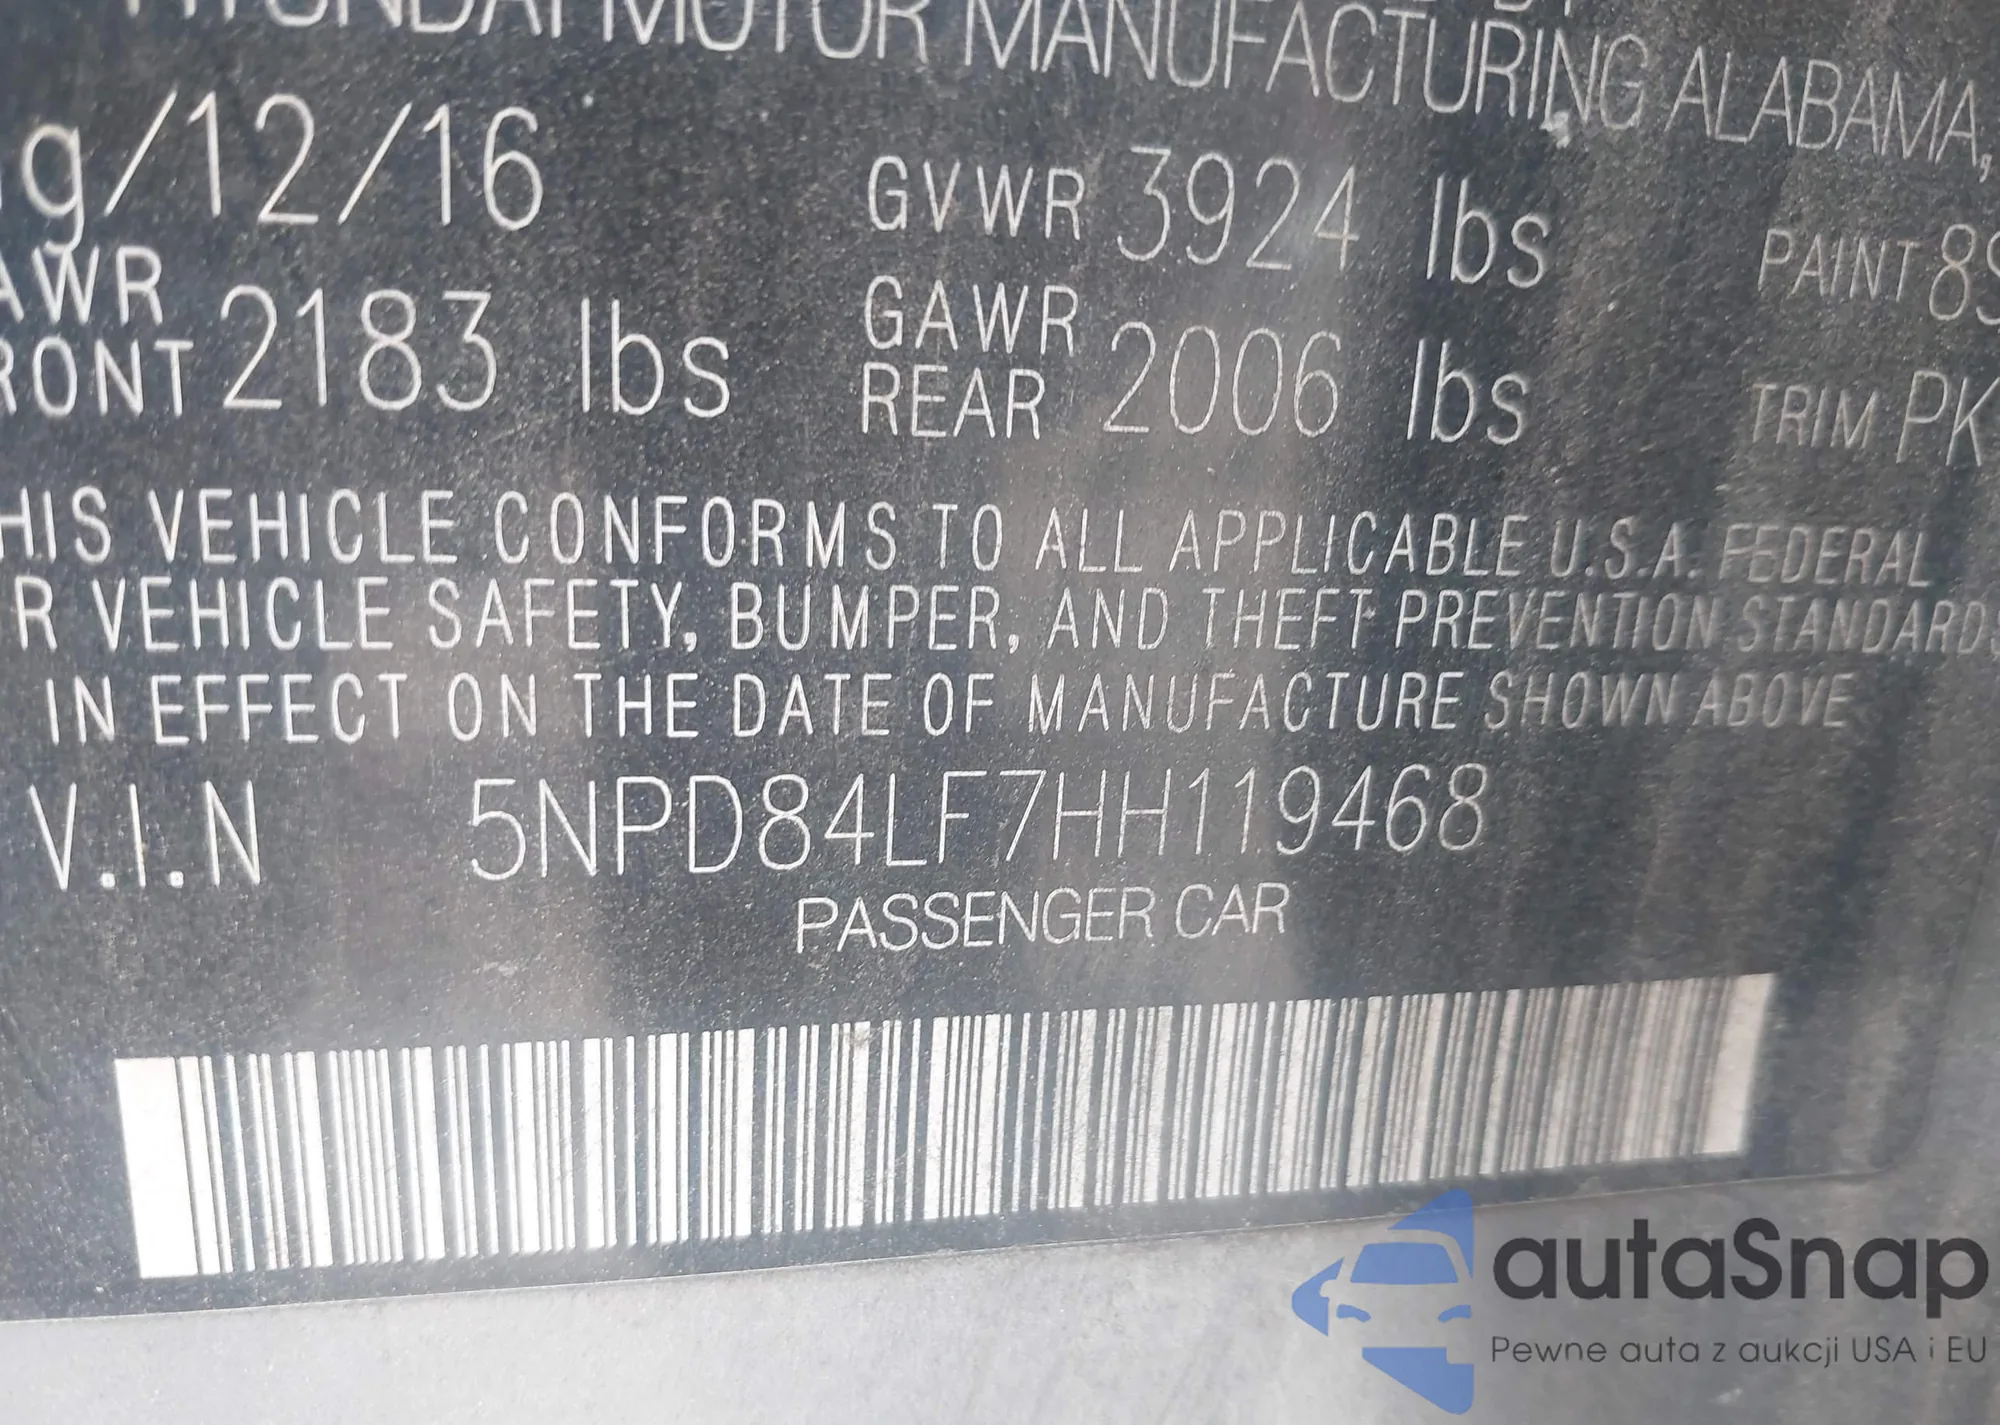 HYUNDAI MOTOR MANUFACTURING ALABAMA,
g/12/16 GVWR 3924 lbs PAINT 8S
AWR FRONT 2183 lbs GAWR REAR 2006 lbs TRIM PK
HIS VEHICLE CONFORMS TO ALL APPLICABLE U.S.A. FEDERAL
R VEHICLE SAFETY, BUMPER, AND THEFT PREVENTION STANDARDS
IN EFFECT ON THE DATE OF MANUFACTURE SHOWN ABOVE
V.I.N 5NPD84LF7HH119468
PASSENGER CAR
autaSnap
Pewne auta z aukcji USA i EU